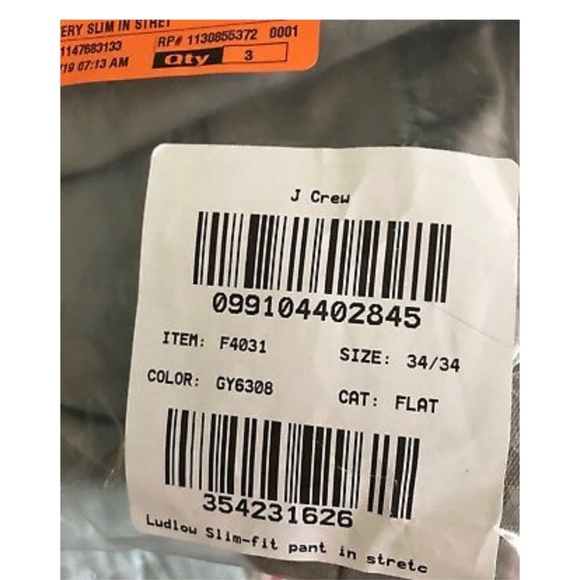 ERY SLIM IN STRET
1147683133
RP# 1130855372 0001
/19 07:13 AM
Qty 3
J Crew
099104402845
ITEM: F4031
SIZE: 34/34
COLOR: GY6308
CAT: FLAT
354231626
Ludlow Slim-fit pant in stretc